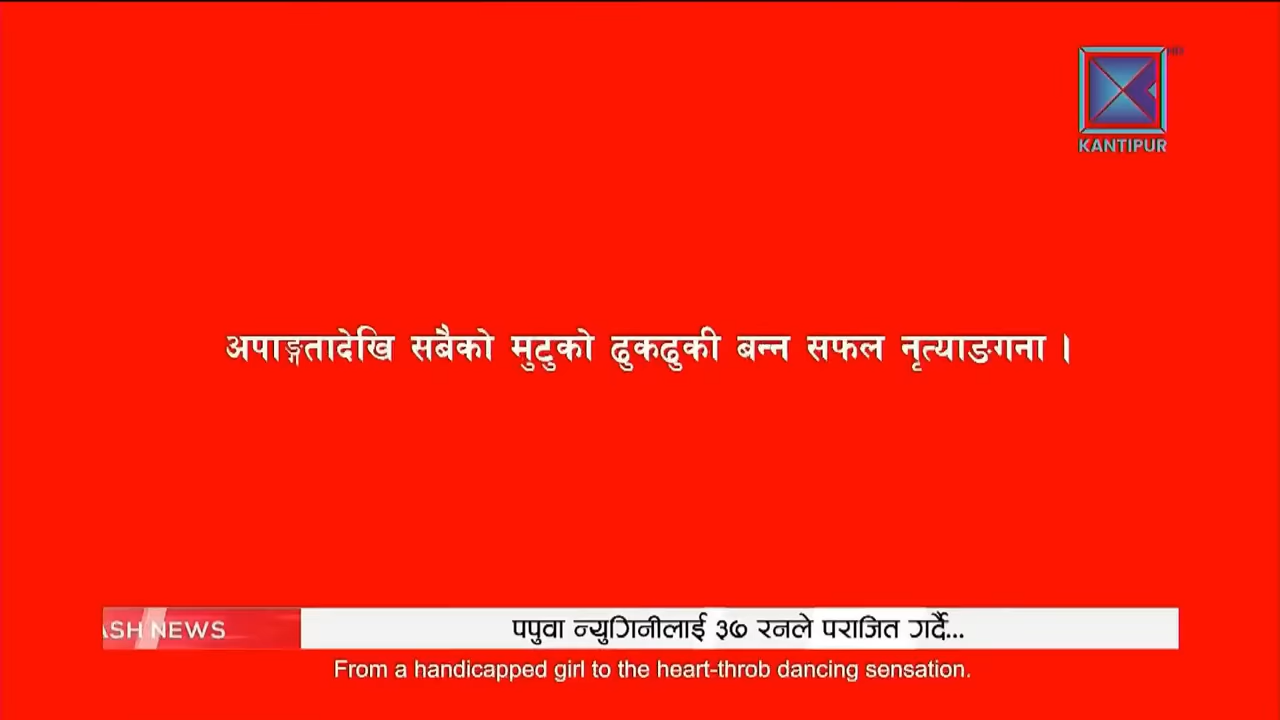 KANTIPUR
अपाङ्गतादेखि सबैको मुटुको ढुकढुकी बन्न सफल नृत्याङगना ।
ASH NEWS
पपुवा न्युगिनीलाई ३७ रनले पराजित गर्दै...
From a handicapped girl to the heart-throb dancing sensation.